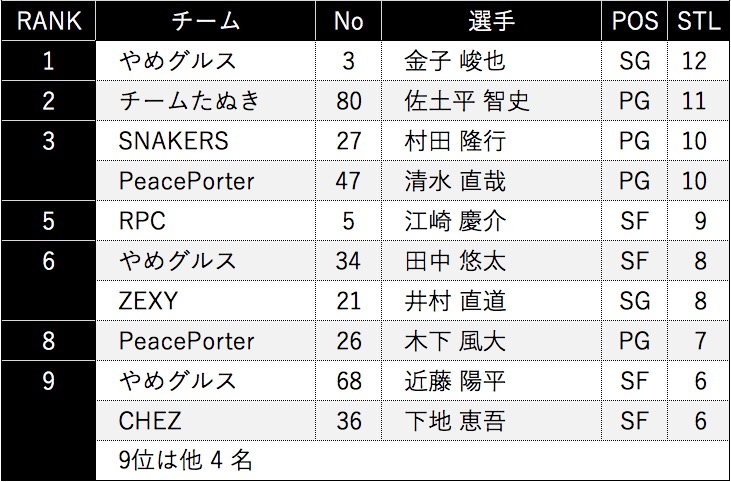 RANK チーム No 選手 POS STL
1 やめグルス 3 金子 峻也 SG 12
2 チームたぬき 80 佐土平 智史 PG 11
3 SNAKERS 27 村田 隆行 PG 10
PeacePorter 47 清水 直哉 PG 10
5 RPC 5 江崎 慶介 SF 9
6 やめグルス 34 田中 悠太 SF 8
ZEXY 21 井村 直道 SG 8
8 PeacePorter 26 木下 風大 PG 7
9 やめグルス 68 近藤 陽平 SF 6
CHEZ 36 下地 恵吾 SF 6
9位は他 4 名